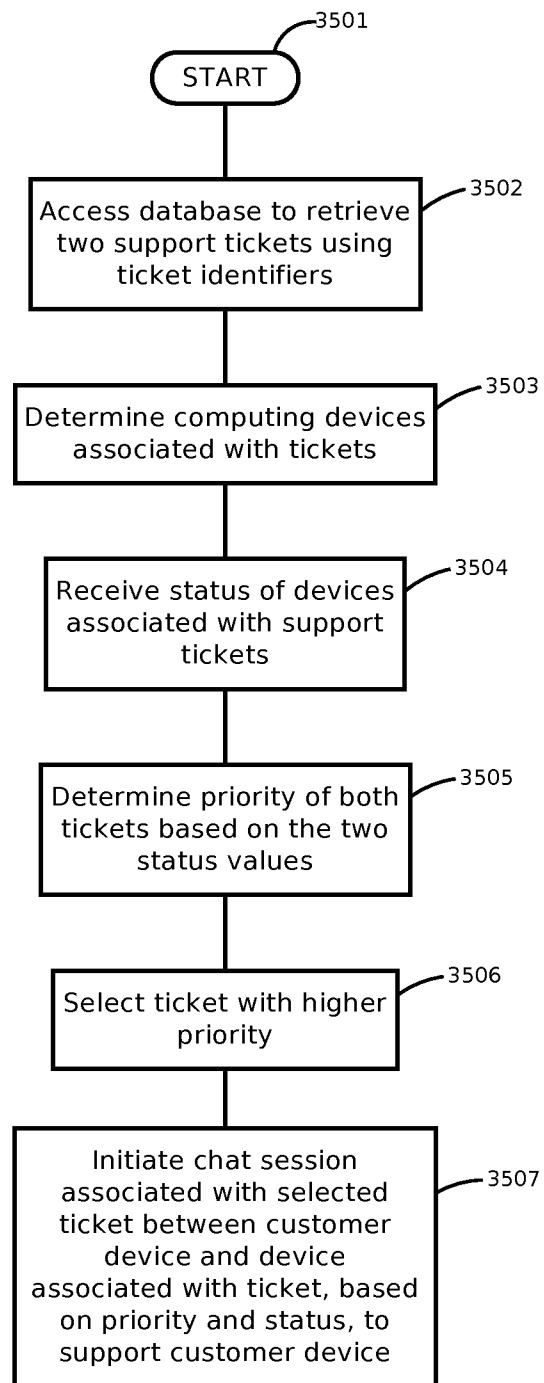 3501
START
3502
Access database to retrieve
two support tickets using
ticket identifiers
3503
Determine computing devices
associated with tickets
3504
Receive status of devices
associated with support
tickets
3505
Determine priority of both
tickets based on the two
status values
3506
Select ticket with higher
priority
3507
Initiate chat session
associated with selected
ticket between customer
device and device
associated with ticket, based
on priority and status, to
support customer device